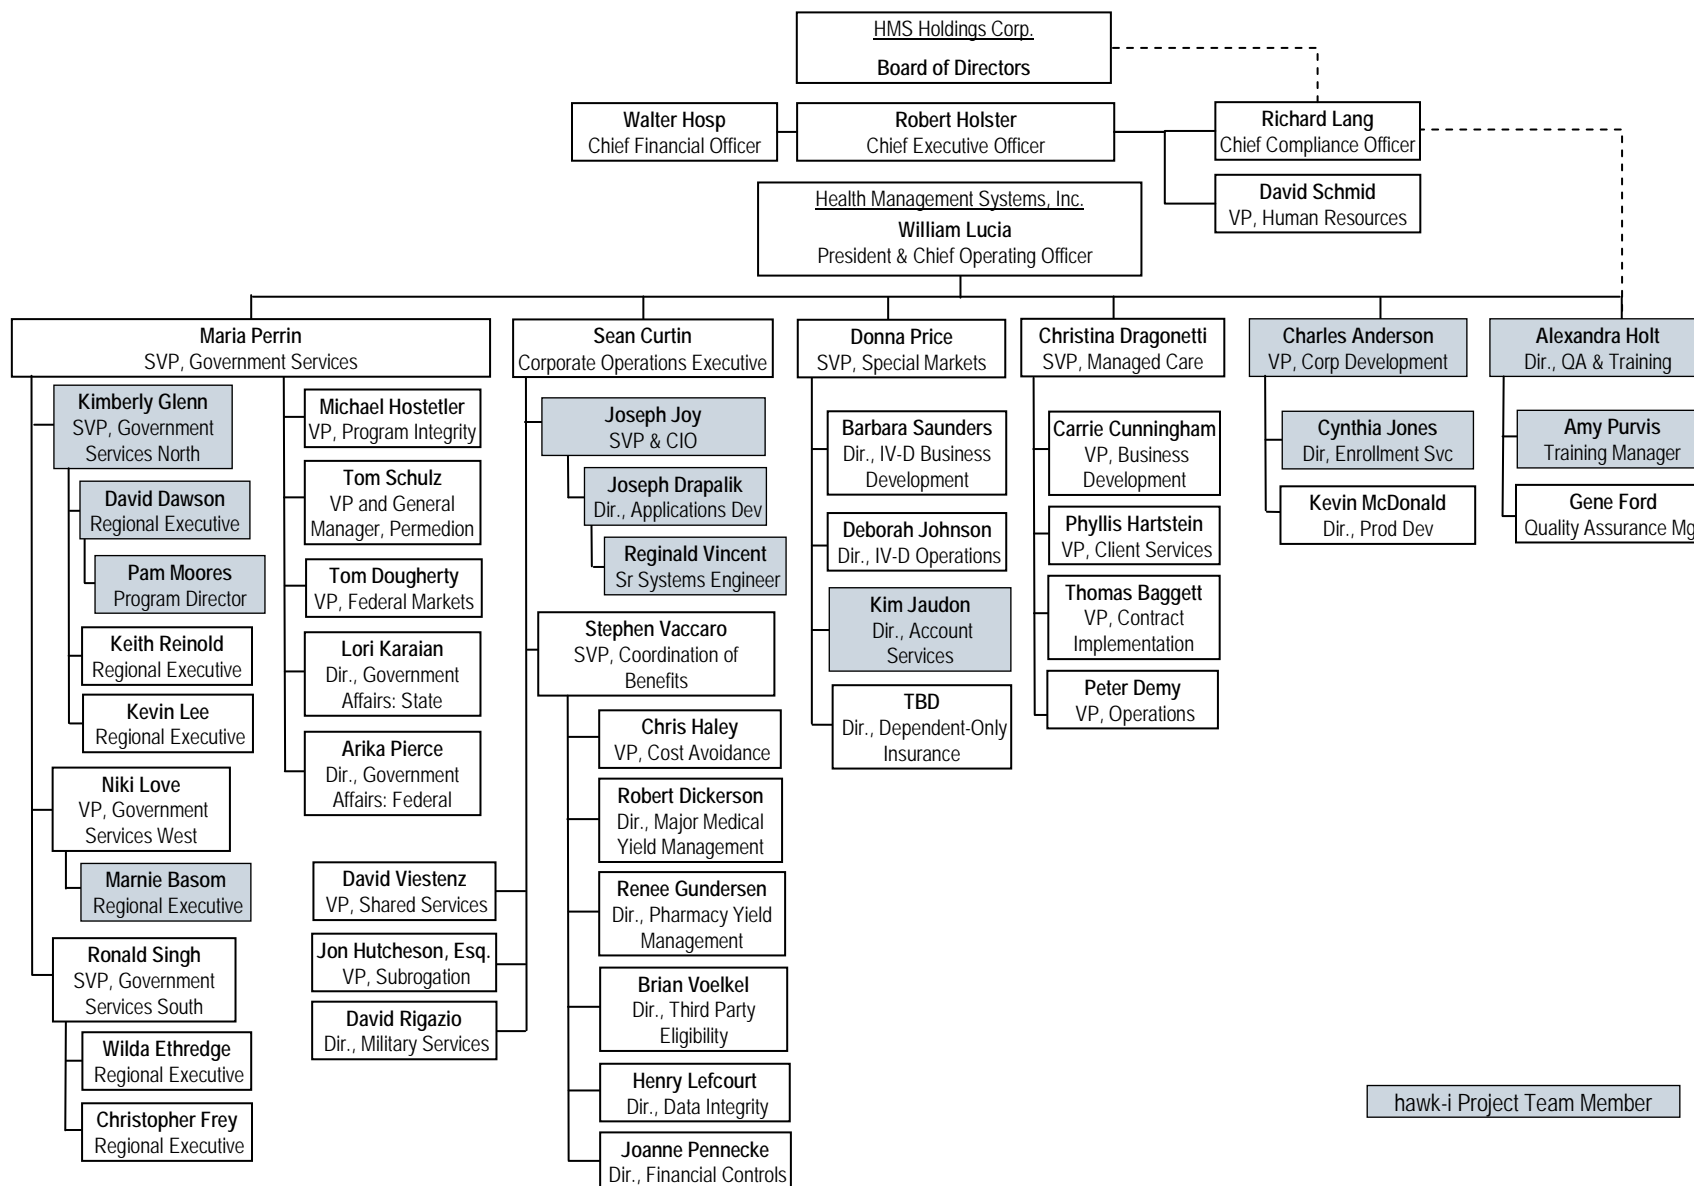 HMS Holdings Corp.
Board of Directors
Walter Hosp
Chief Financial Officer
Robert Holster
Chief Executive Officer
Richard Lang
Chief Compliance Officer
David Schmid
VP, Human Resources
Health Management Systems, Inc.
William Lucia
President & Chief Operating Officer
Maria Perrin
SVP, Government Services
Kimberly Glenn
SVP, Government
Services North
David Dawson
Regional Executive
Pam Moores
Program Director
Keith Reinold
Regional Executive
Kevin Lee
Regional Executive
Niki Love
VP, Government
Services West
Marnie Basom
Regional Executive
Ronald Singh
SVP, Government
Services South
Wilda Ethredge
Regional Executive
Christopher Frey
Regional Executive
Michael Hostetler
VP, Program Integrity
Tom Schulz
VP and General
Manager, Permedion
Tom Dougherty
VP, Federal Markets
Lori Karaian
Dir., Government
Affairs: State
Arika Pierce
Dir., Government
Affairs: Federal
Sean Curtin
Corporate Operations Executive
Joseph Joy
SVP & CIO
Joseph Drapalik
Dir., Applications Dev
Reginald Vincent
Sr Systems Engineer
Stephen Vaccaro
SVP, Coordination of
Benefits
Chris Haley
VP, Cost Avoidance
Robert Dickerson
Dir., Major Medical
Yield Management
Renee Gundersen
Dir., Pharmacy Yield
Management
Brian Voelkel
Dir., Third Party
Eligibility
Henry Lefcourt
Dir., Data Integrity
Joanne Pennecke
Dir., Financial Controls
David Viestenz
VP, Shared Services
Jon Hutcheson, Esq.
VP, Subrogation
David Rigazio
Dir., Military Services
Donna Price
SVP, Special Markets
Barbara Saunders
Dir., IV-D Business
Development
Deborah Johnson
Dir., IV-D Operations
Kim Jaudon
Dir., Account
Services
TBD
Dir., Dependent-Only
Insurance
Christina Dragonetti
SVP, Managed Care
Carrie Cunningham
VP, Business
Development
Phyllis Hartstein
VP, Client Services
Thomas Baggett
VP, Contract
Implementation
Peter Demy
VP, Operations
Charles Anderson
VP, Corp Development
Cynthia Jones
Dir, Enrollment Svc
Kevin McDonald
Dir., Prod Dev
Alexandra Holt
Dir., QA & Training
Amy Purvis
Training Manager
Gene Ford
Quality Assurance Mg
hawk-i Project Team Member